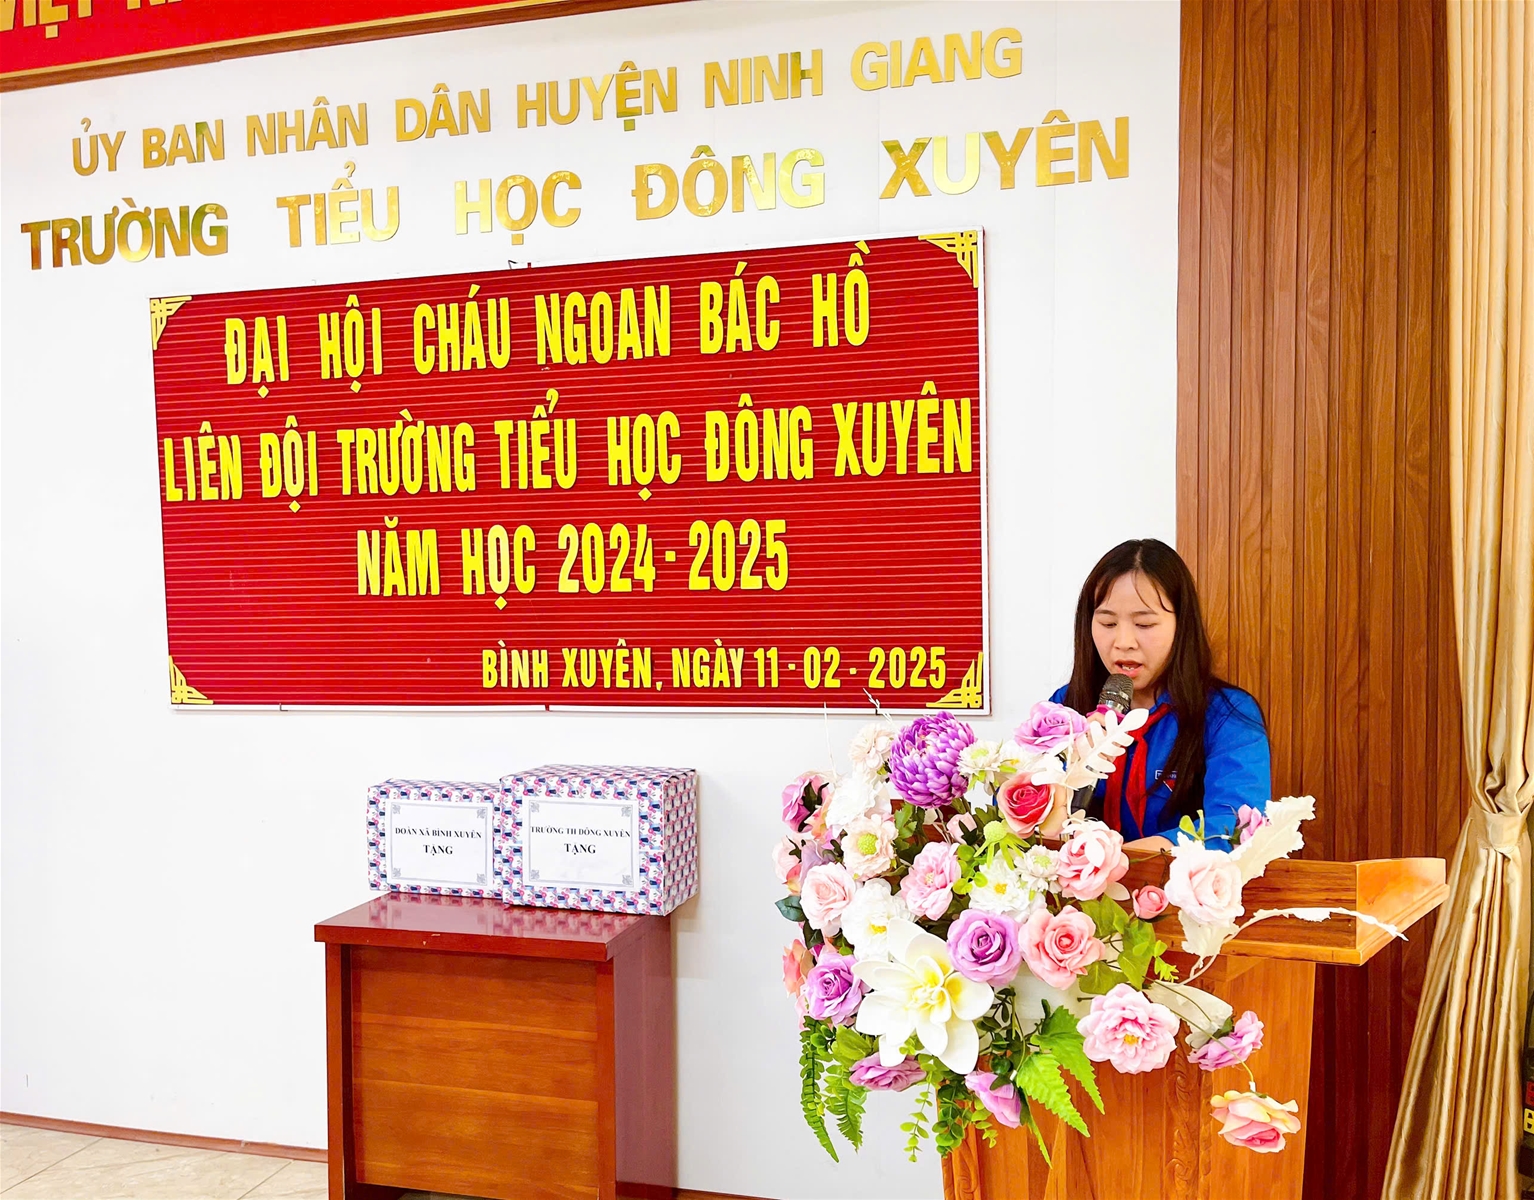 VIỆT N
ỦY BAN NHÂN DÂN HUYỆN NINH GIANG
TRƯỜNG TIỂU HỌC ĐÔNG XUYÊN
ĐẠI HỘI CHÁU NGOAN BÁC HỒ
LIÊN ĐỘI TRƯỜNG TIỂU HỌC ĐÔNG XUYÊN
NĂM HỌC 2024-2025
BÌNH XUYÊN, NGÀY 11-02-2025
ĐOÀN XÃ BÌNH XUYÊN
TẶNG
TRƯỜNG TH ĐÔNG XUYÊN
TẶNG